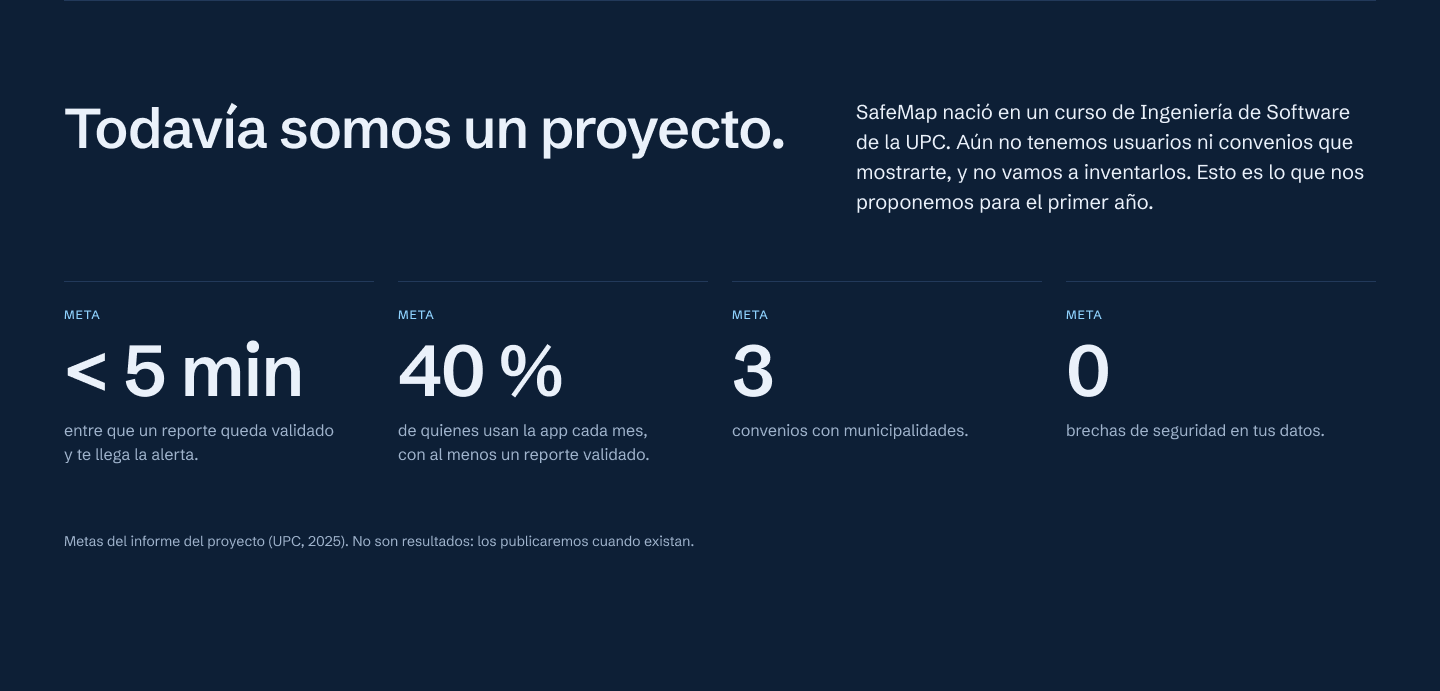 Todavía somos un proyecto.
SafeMap nació en un curso de Ingeniería de Software
de la UPC. Aún no tenemos usuarios ni convenios que
mostrarte, y no vamos a inventarlos. Esto es lo que nos
proponemos para el primer año.
META
< 5 min
entre que un reporte queda validado
y te llega la alerta.
META
40 %
de quienes usan la app cada mes,
con al menos un reporte validado.
META
3
convenios con municipalidades.
META
0
brechas de seguridad en tus datos.
Metas del informe del proyecto (UPC, 2025). No son resultados: los publicaremos cuando existan.